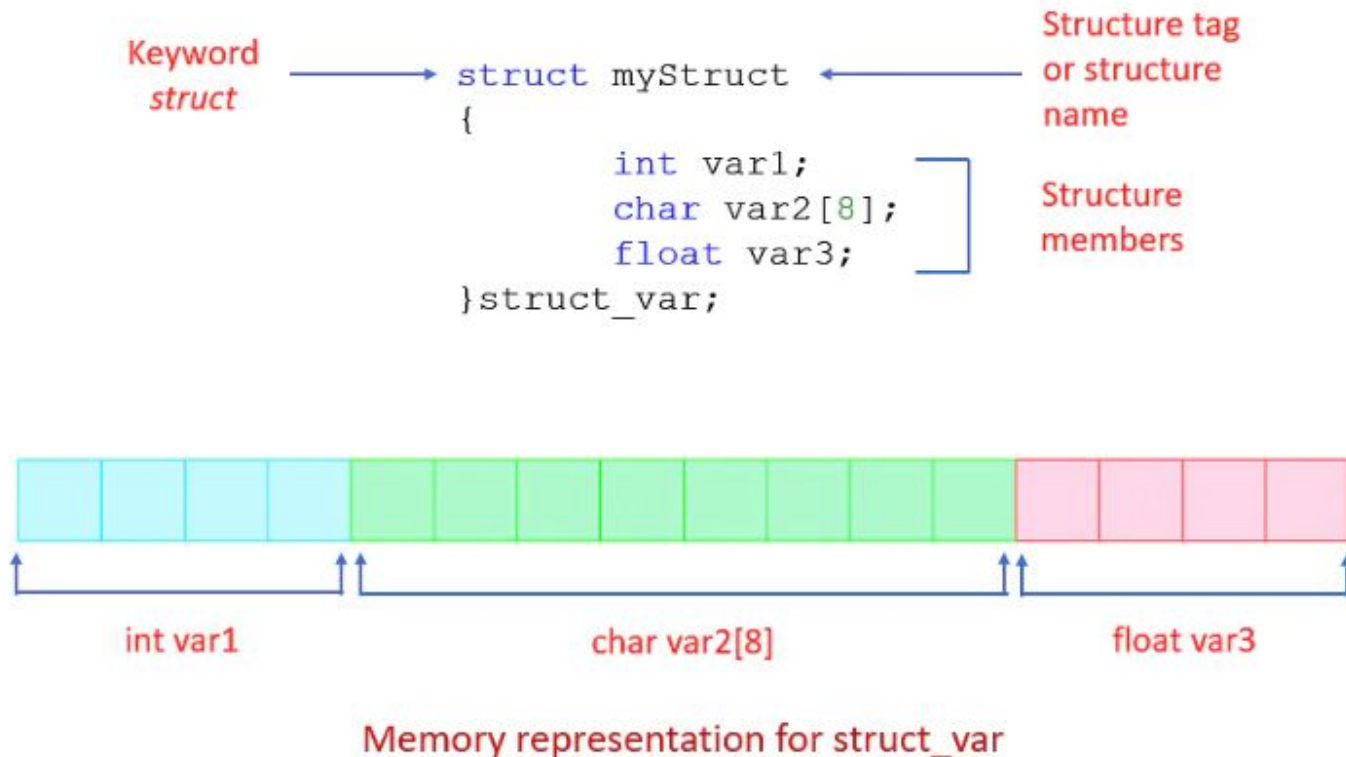 Keyword
struct
struct myStruct
Structure tag
or structure
name
{
int var1;
char var2[8];
float var3;
Structure
members
}struct_var;
int var1
char var2[8]
float var3
Memory representation for struct_var